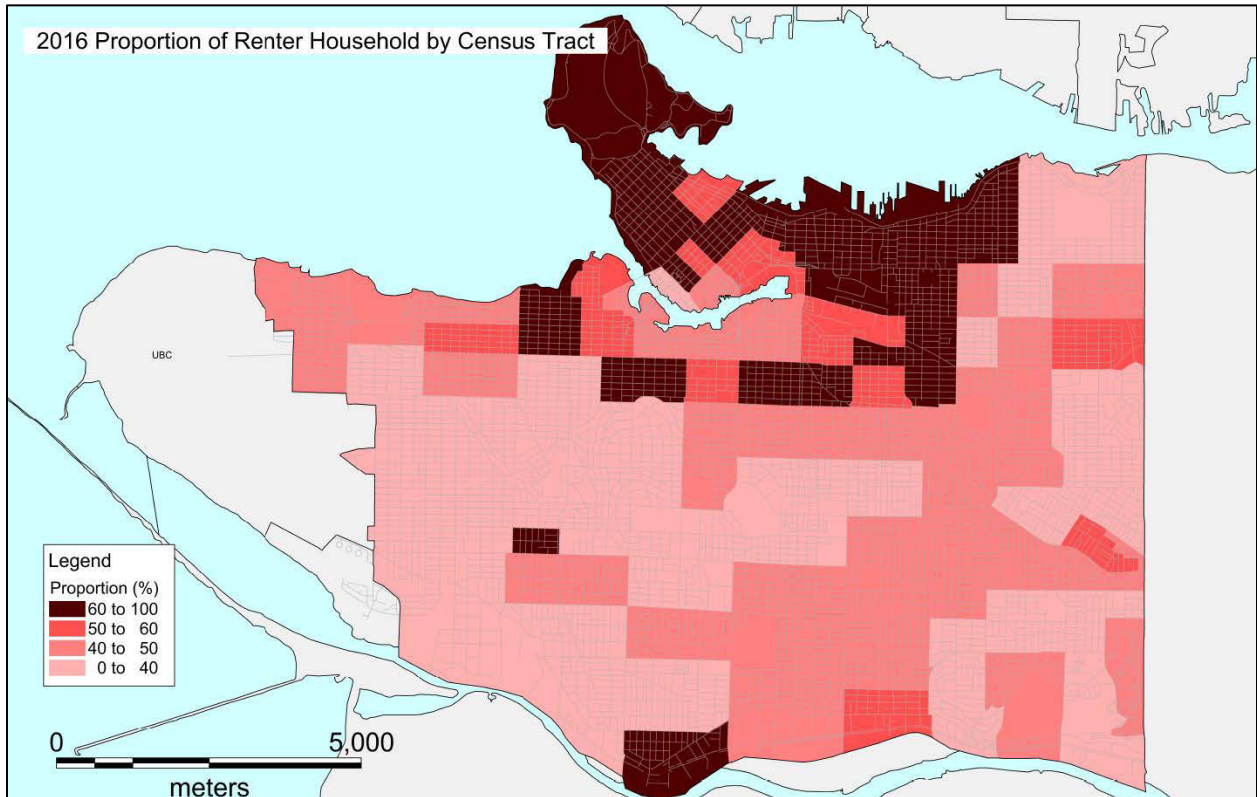 2016 Proportion of Renter Household by Census Tract
UBC
Legend
Proportion (%)
60 to 100
50 to 60
40 to 50
0 to 40
0 5,000
meters